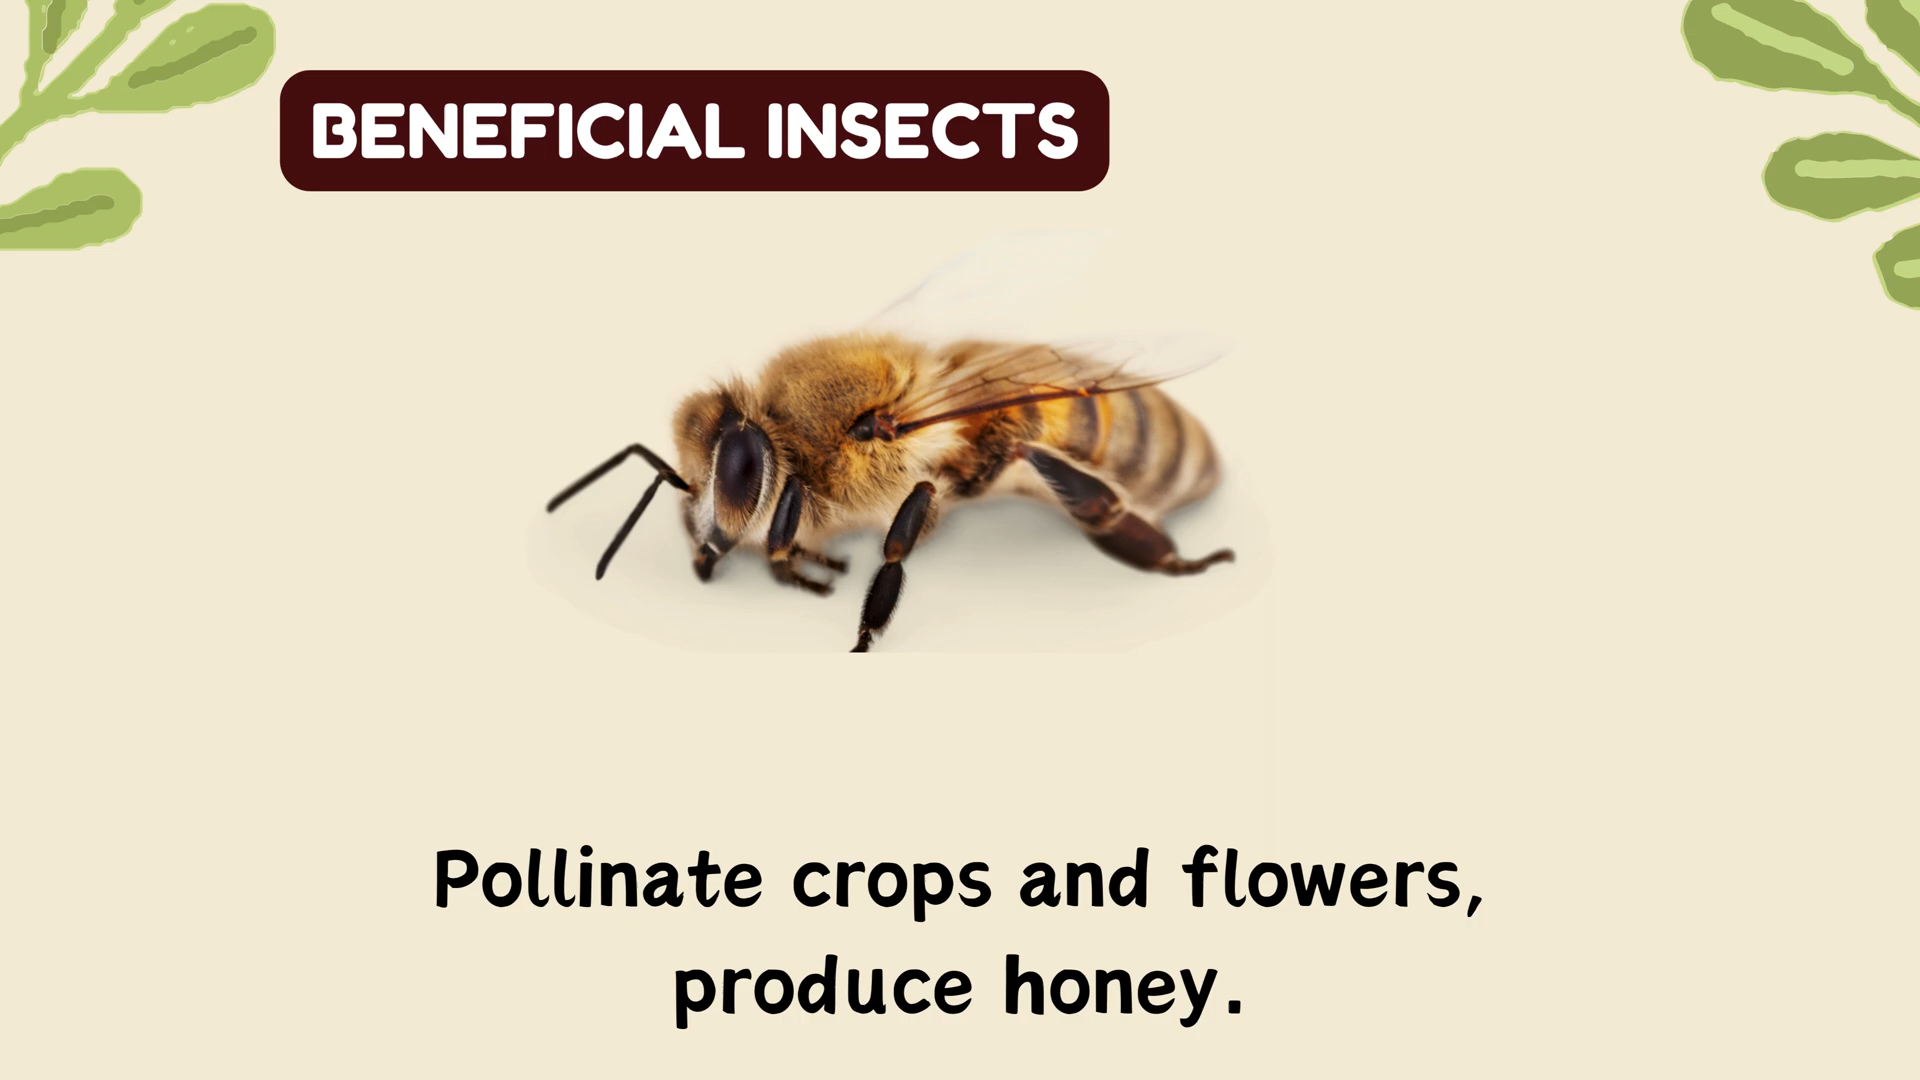 BENEFICIAL INSECTS
Pollinate crops and flowers,
produce honey.